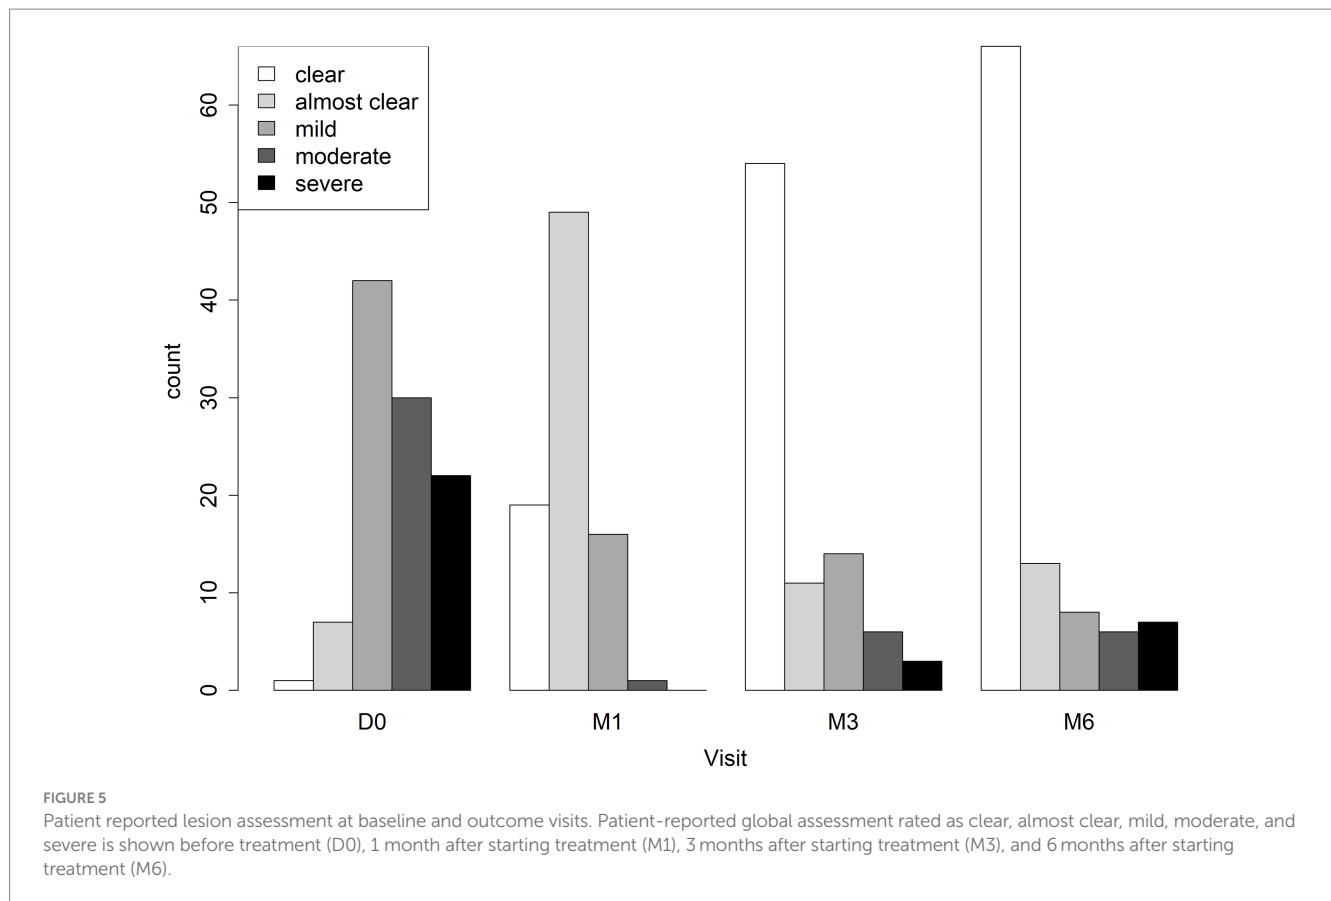 clear
almost clear
mild
moderate
severe
60
50
40
30
20
10
0
count
D0 M1 M3 M6
Visit
FIGURE 5
Patient reported lesion assessment at baseline and outcome visits. Patient-reported global assessment rated as clear, almost clear, mild, moderate, and
severe is shown before treatment (D0), 1 month after starting treatment (M1), 3 months after starting treatment (M3), and 6 months after starting
treatment (M6).